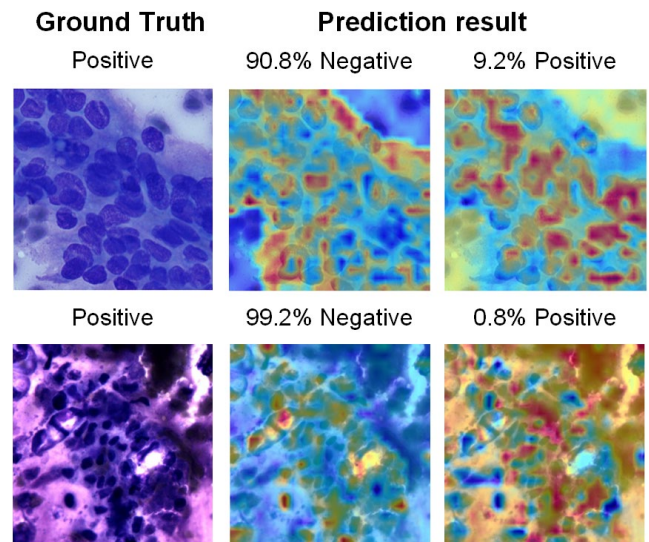 Ground Truth
Prediction result
Positive
90.8% Negative
9.2% Positive
Positive
99.2% Negative
0.8% Positive